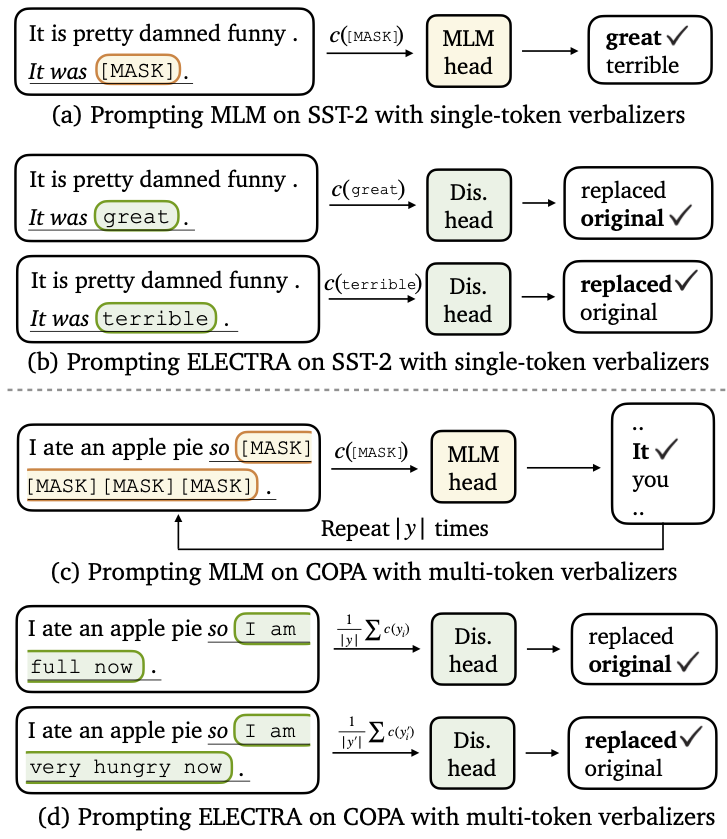 It is pretty damned funny .
It was [MASK] .
c([MASK])
MLM
head
great ✓
terrible
(a) Prompting MLM on SST-2 with single-token verbalizers
It is pretty damned funny .
It was great .
c(great)
Dis.
head
replaced
original ✓
It is pretty damned funny .
It was terrible .
c(terrible)
Dis.
head
replaced ✓
original
(b) Prompting ELECTRA on SST-2 with single-token verbalizers
I ate an apple pie so [MASK]
[MASK] [MASK] [MASK] .
c([MASK])
MLM
head
..
It ✓
you
..
Repeat |y| times
(c) Prompting MLM on COPA with multi-token verbalizers
I ate an apple pie so I am
full now .
1/|y| ∑ c(yᵢ)
Dis.
head
replaced
original ✓
I ate an apple pie so I am
very hungry now .
1/|y′| ∑ c(y′ᵢ)
Dis.
head
replaced ✓
original
(d) Prompting ELECTRA on COPA with multi-token verbalizers